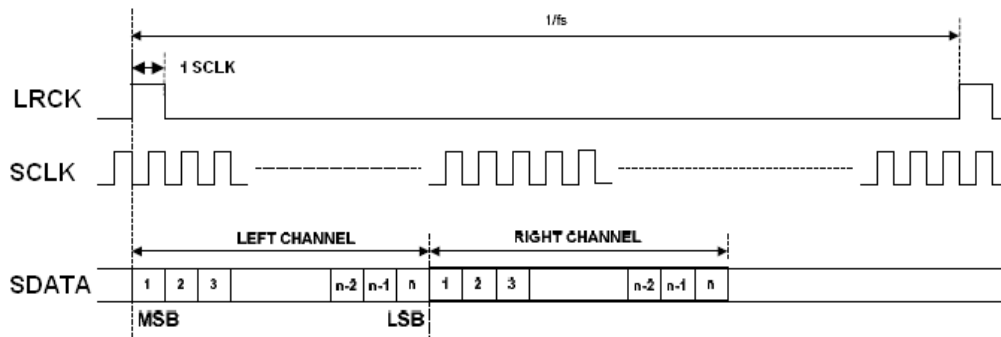 1/fs
1 SCLK
LRCK
SCLK
LEFT CHANNEL RIGHT CHANNEL
SDATA 1 2 3 n-2 n-1 n 1 2 3 n-2 n-1 n
MSB LSB